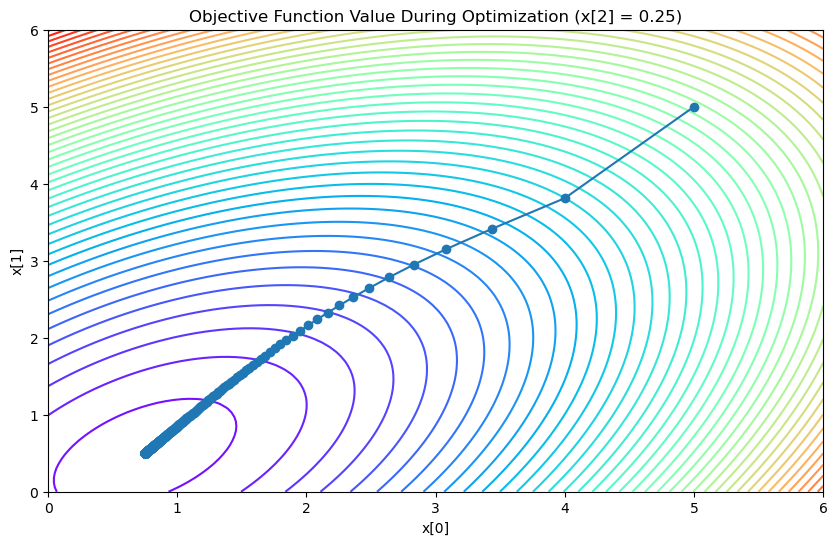 Objective Function Value During Optimization (x[2] = 0.25)
6
5
4
3
2
1
0
x[1]
0 1 2 3 4 5 6
x[0]